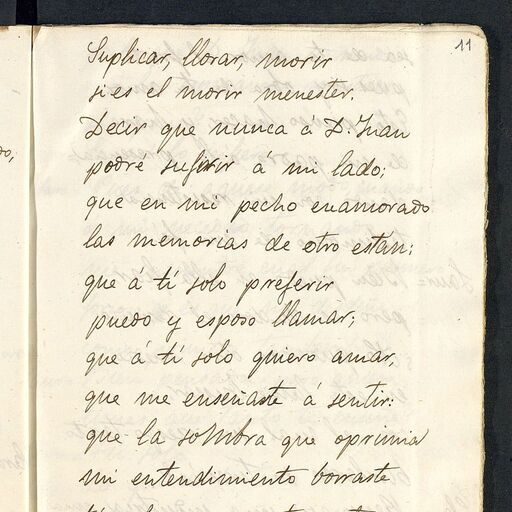 11
Suplicar, llorar, morir
si es el morir menester.
Decir que nunca á D. Juan
podré sufrir á mi lado;
que en mi pecho enamorado
las memorias de otro estan;
que á tí solo preferir
puedo y esposo llamar;
que á tí solo quiero amar,
que me enseñaste á sentir:
que la sombra que oprimia
mi entendimiento borraste